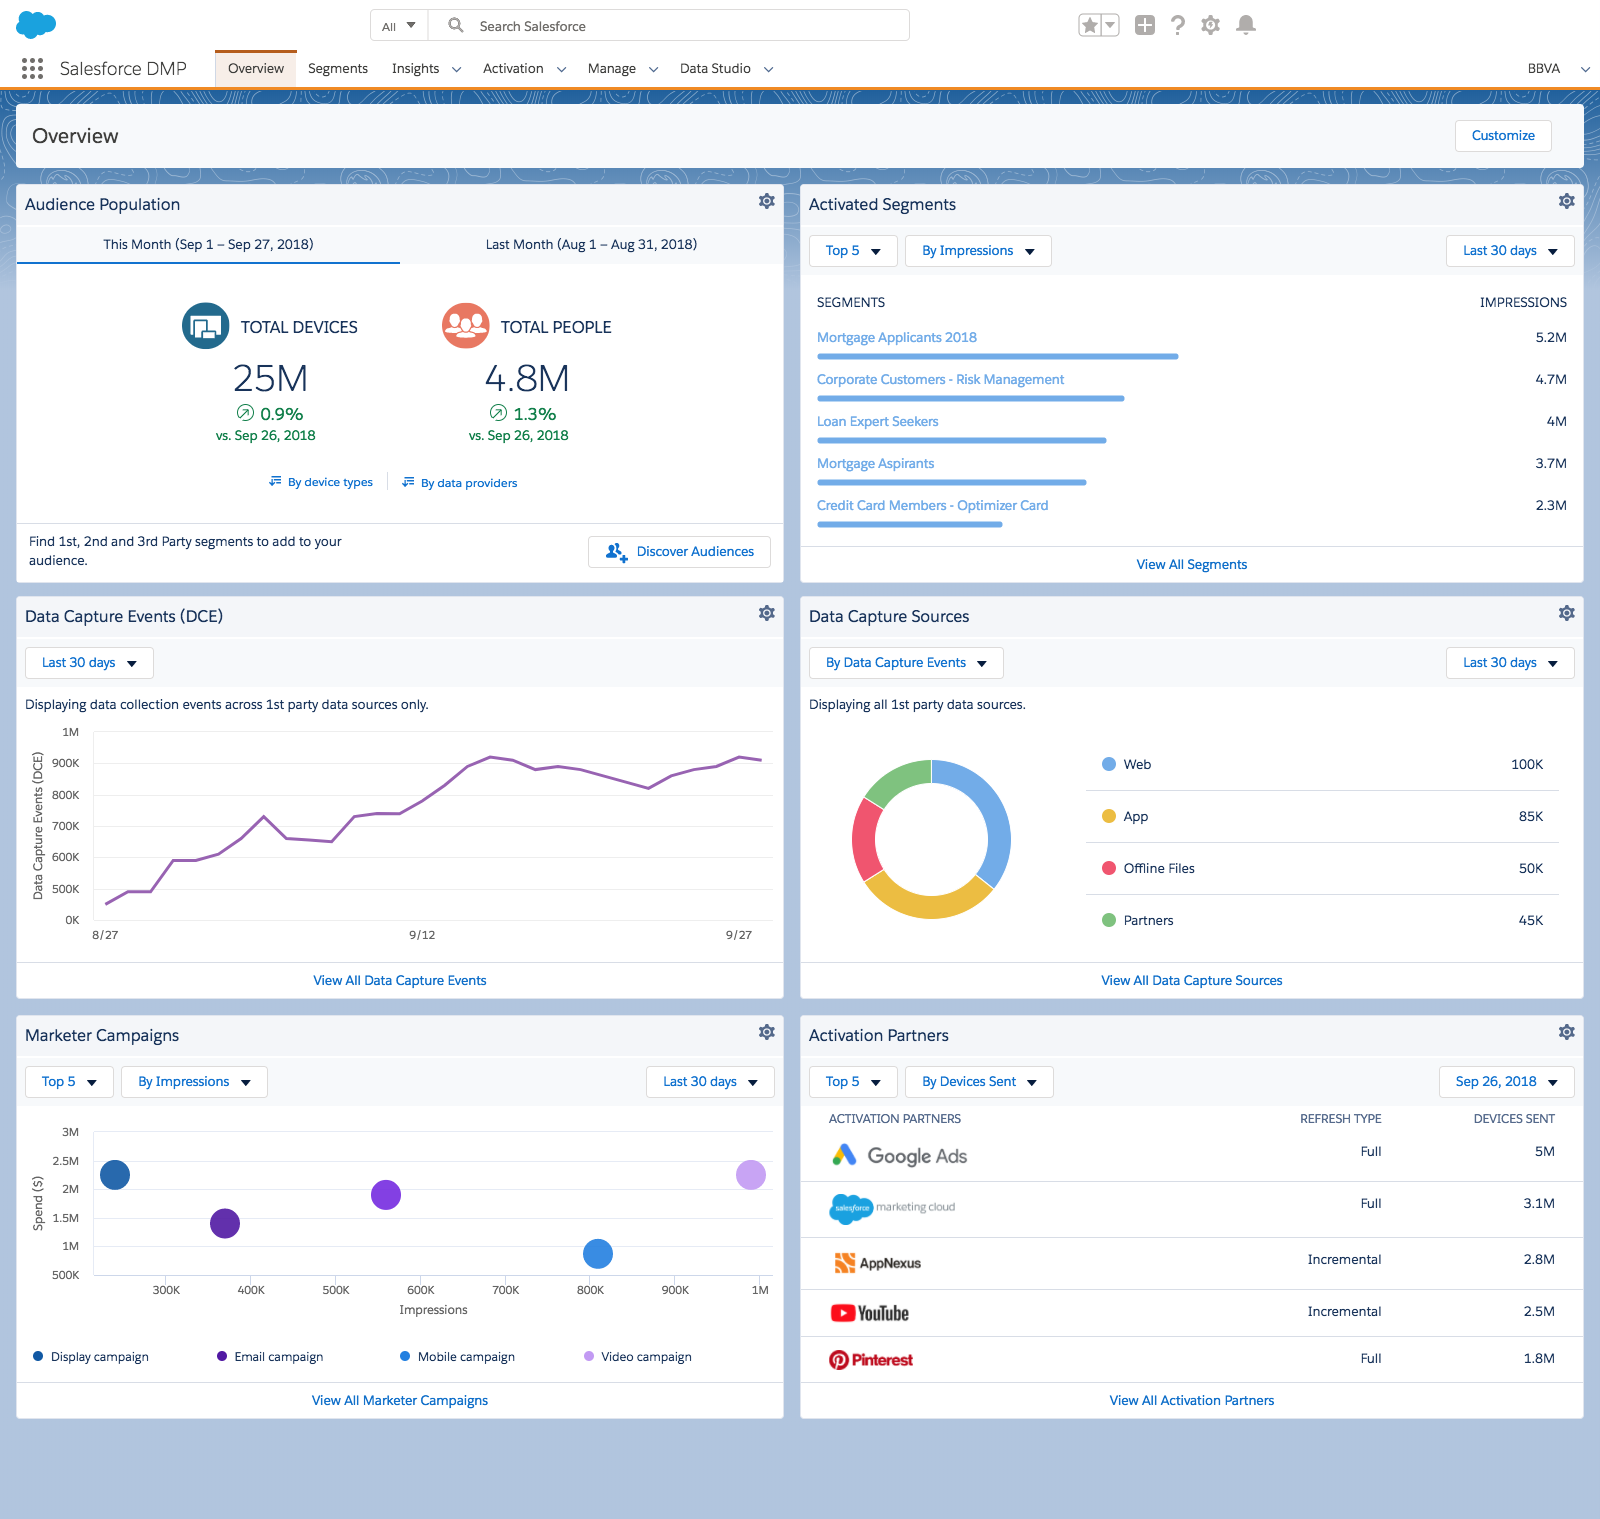 All
Search Salesforce
Salesforce DMP
Overview
Segments
Insights
Activation
Manage
Data Studio
BBVA
Overview
Customize
Audience Population
This Month (Sep 1 – Sep 27, 2018)
Last Month (Aug 1 – Aug 31, 2018)
TOTAL DEVICES
25M
0.9%
vs. Sep 26, 2018
TOTAL PEOPLE
4.8M
1.3%
vs. Sep 26, 2018
By device types
By data providers
Find 1st, 2nd and 3rd Party segments to add to your
audience.
Discover Audiences
Activated Segments
Top 5
By Impressions
Last 30 days
SEGMENTS IMPRESSIONS
Mortgage Applicants 2018 5.2M
Corporate Customers - Risk Management 4.7M
Loan Expert Seekers 4M
Mortgage Aspirants 3.7M
Credit Card Members - Optimizer Card 2.3M
View All Segments
Data Capture Events (DCE)
Last 30 days
Displaying data collection events across 1st party data sources only.
Data Capture Events (DCE)
1M
900K
800K
700K
600K
500K
0K
8/27 9/12 9/27
View All Data Capture Events
Data Capture Sources
By Data Capture Events
Last 30 days
Displaying all 1st party data sources.
Web 100K
App 85K
Offline Files 50K
Partners 45K
View All Data Capture Sources
Marketer Campaigns
Top 5
By Impressions
Last 30 days
Spend ($)
3M
2.5M
2M
1.5M
1M
500K
300K 400K 500K 600K 700K 800K 900K 1M
Impressions
Display campaign
Email campaign
Mobile campaign
Video campaign
View All Marketer Campaigns
Activation Partners
Top 5
By Devices Sent
Sep 26, 2018
ACTIVATION PARTNERS REFRESH TYPE DEVICES SENT
Google Ads Full 5M
salesforce marketing cloud Full 3.1M
AppNexus Incremental 2.8M
YouTube Incremental 2.5M
Pinterest Full 1.8M
View All Activation Partners